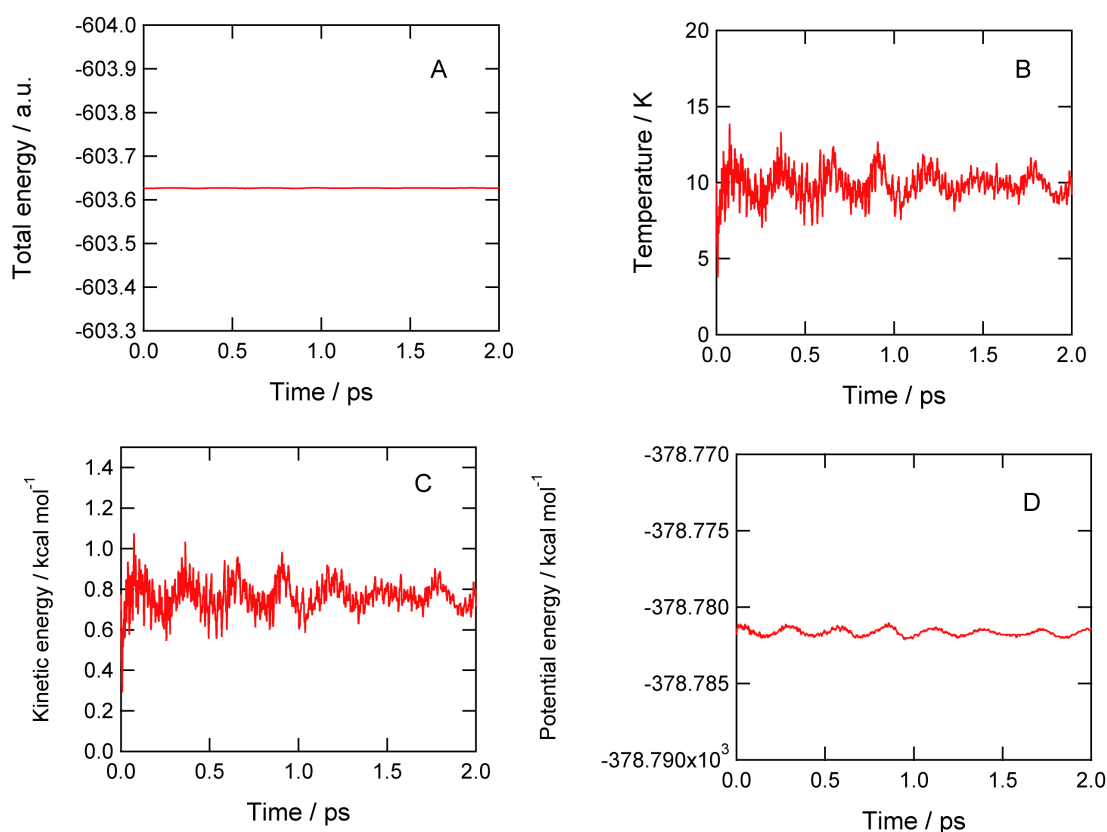 Total energy / a.u.
-604.0
-603.9
-603.8
-603.7
-603.6
-603.5
-603.4
-603.3
A
0.0 0.5 1.0 1.5 2.0
Time / ps
Temperature / K
20
15
10
5
0
B
0.0 0.5 1.0 1.5 2.0
Time / ps
Kinetic energy / kcal mol⁻¹
1.4
1.2
1.0
0.8
0.6
0.4
0.2
0.0
C
0.0 0.5 1.0 1.5 2.0
Time / ps
Potential energy / kcal mol⁻¹
-378.770
-378.775
-378.780
-378.785
-378.790x10³
D
0.0 0.5 1.0 1.5 2.0
Time / ps